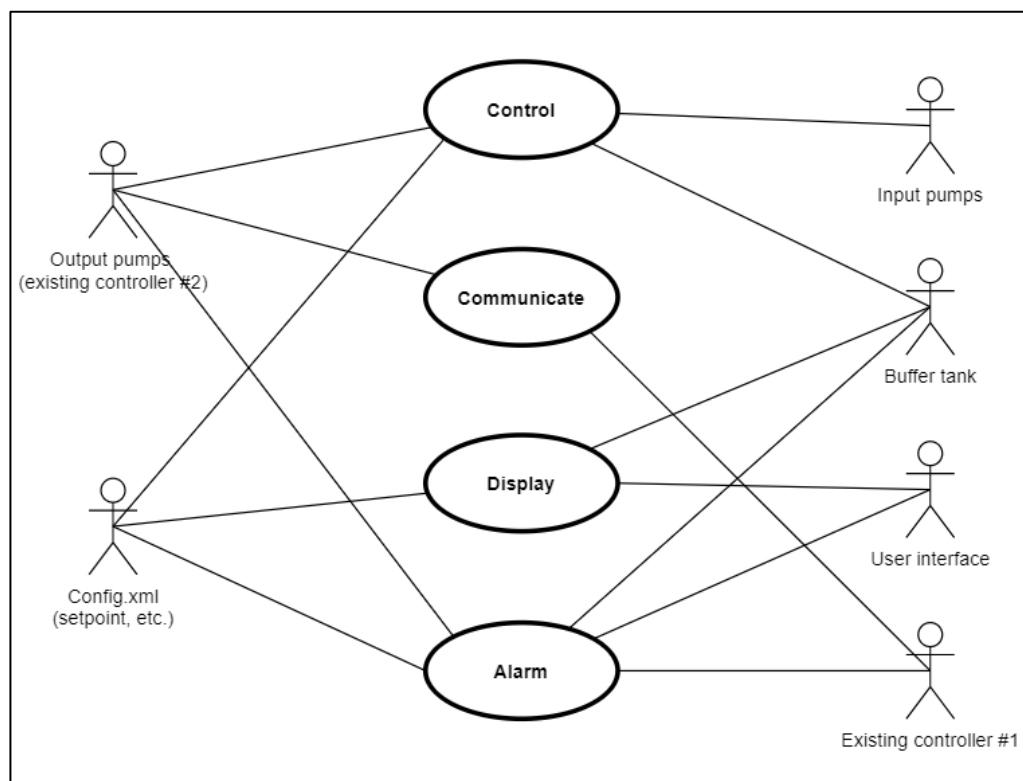 Control
Input pumps
Output pumps
(existing controller #2)
Communicate
Buffer tank
Display
Config.xml
(setpoint, etc.)
User interface
Alarm
Existing controller #1